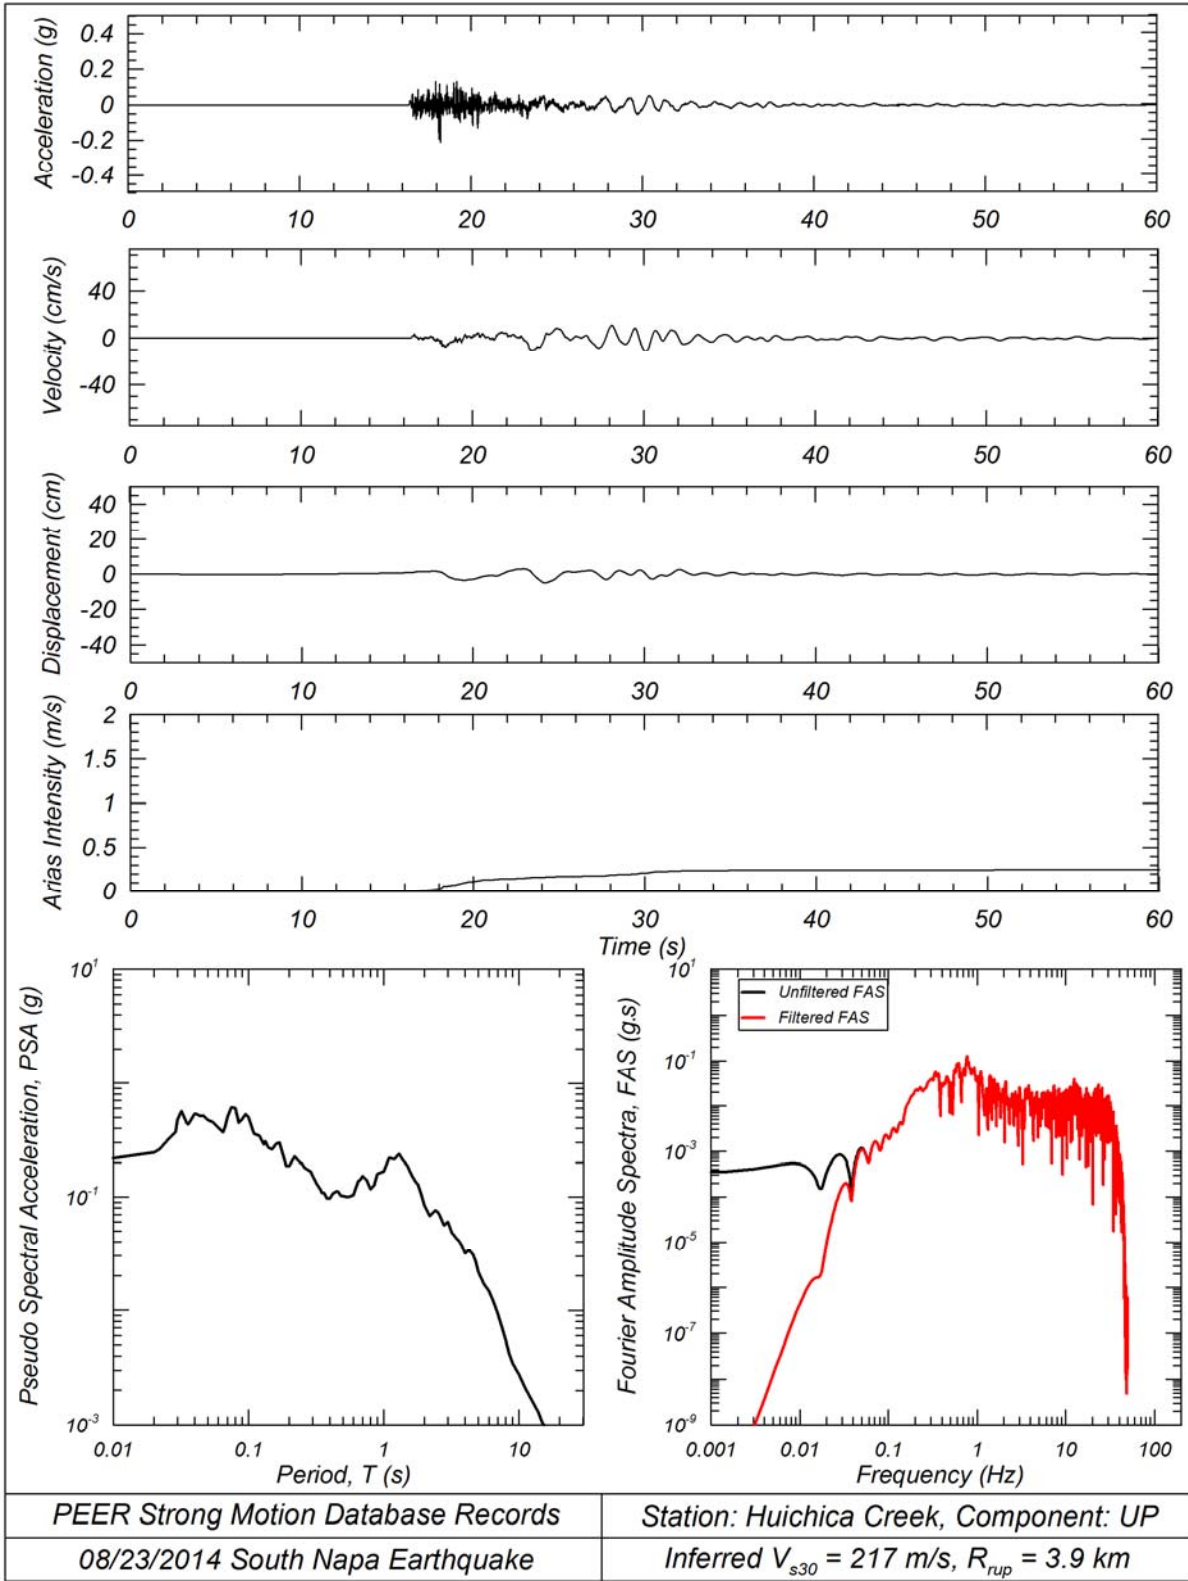 Acceleration (g)
0.4
0.2
0
-0.2
-0.4
0 10 20 30 40 50 60
Velocity (cm/s)
40
0
-40
0 10 20 30 40 50 60
Displacement (cm)
40
20
0
-20
-40
0 10 20 30 40 50 60
Arias Intensity (m/s)
2
1.5
1
0.5
0
0 10 20 30 40 50 60
Time (s)
Pseudo Spectral Acceleration, PSA (g)
10¹
10⁻¹
10⁻³
0.01 0.1 1 10
Period, T (s)
Fourier Amplitude Spectra, FAS (g.s)
10¹
10⁻¹
10⁻³
10⁻⁵
10⁻⁷
10⁻⁹
Unfiltered FAS
Filtered FAS
0.001 0.01 0.1 1 10 100
Frequency (Hz)
PEER Strong Motion Database Records
Station: Huichica Creek, Component: UP
08/23/2014 South Napa Earthquake
Inferred Vs30 = 217 m/s, Rrup = 3.9 km